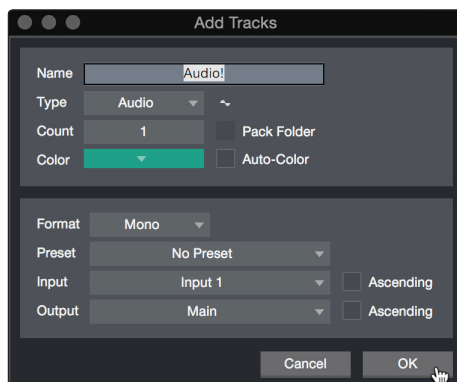 Add Tracks
Name Audio!
Type Audio
Count 1 Pack Folder
Color Auto-Color
Format Mono
Preset No Preset
Input Input 1 Ascending
Output Main Ascending
Cancel OK